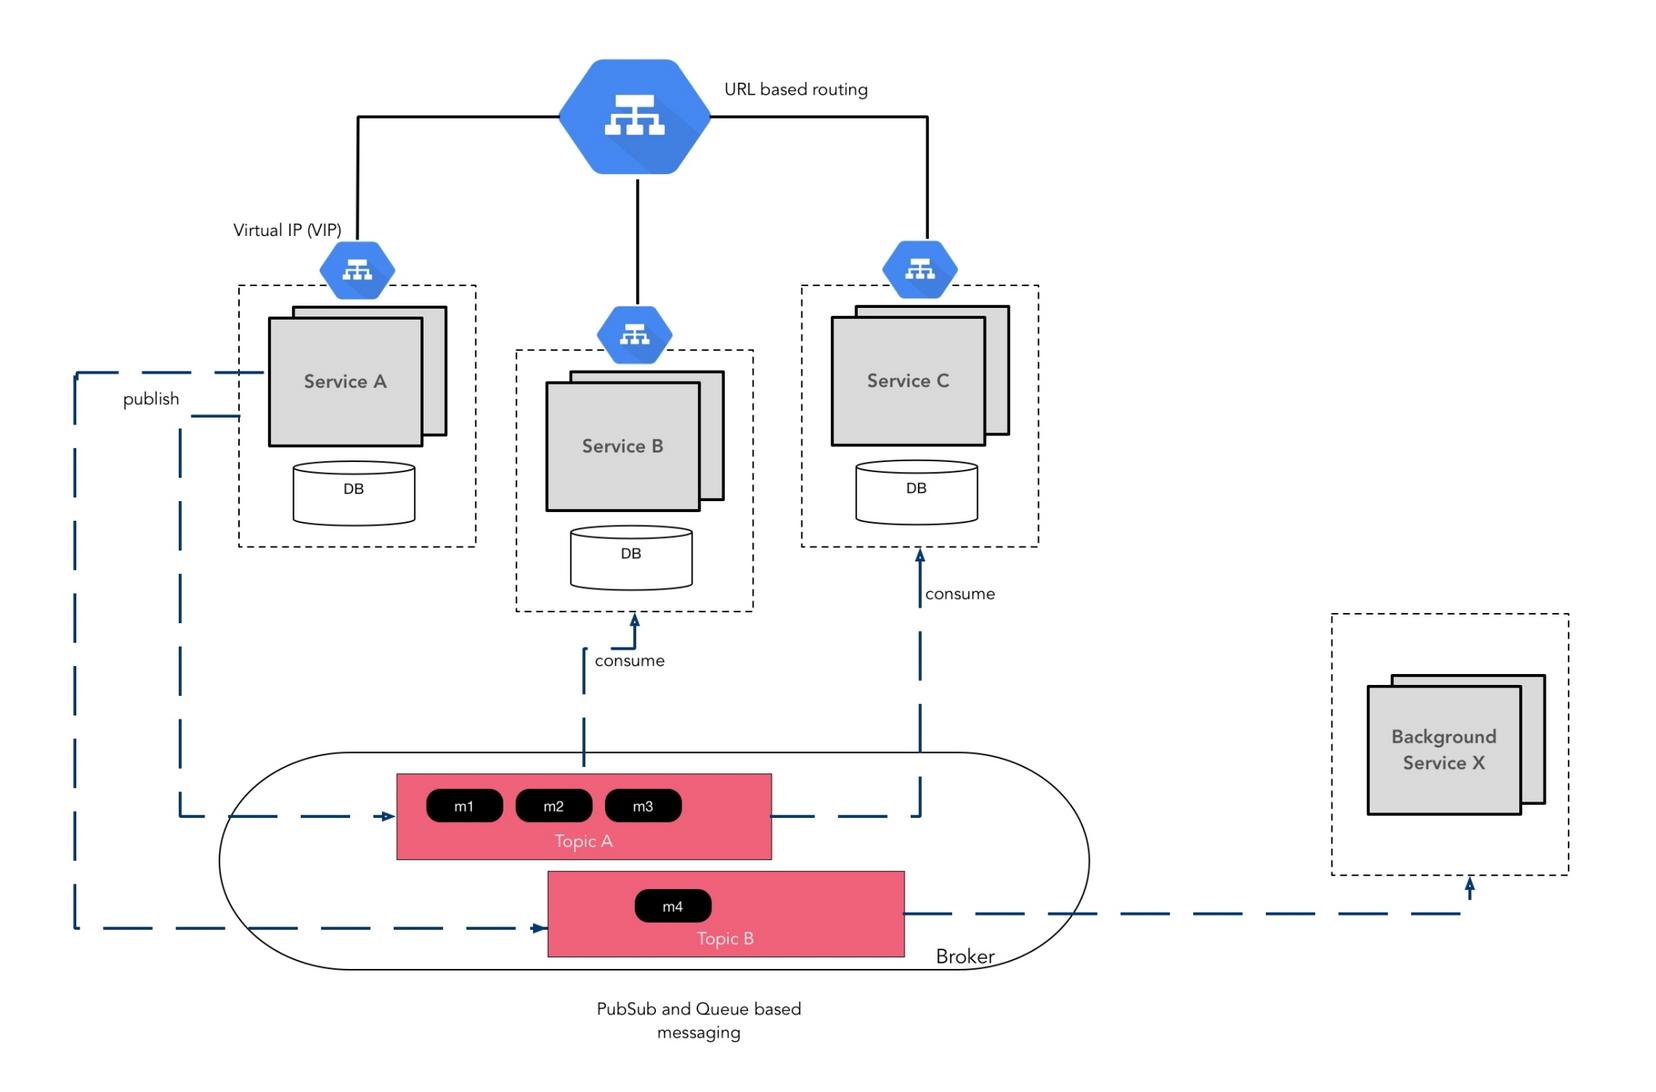 URL based routing
Virtual IP (VIP)
Service A
DB
publish
Service B
DB
consume
Service C
DB
consume
Background
Service X
m1 m2 m3
Topic A
m4
Topic B
Broker
PubSub and Queue based
messaging